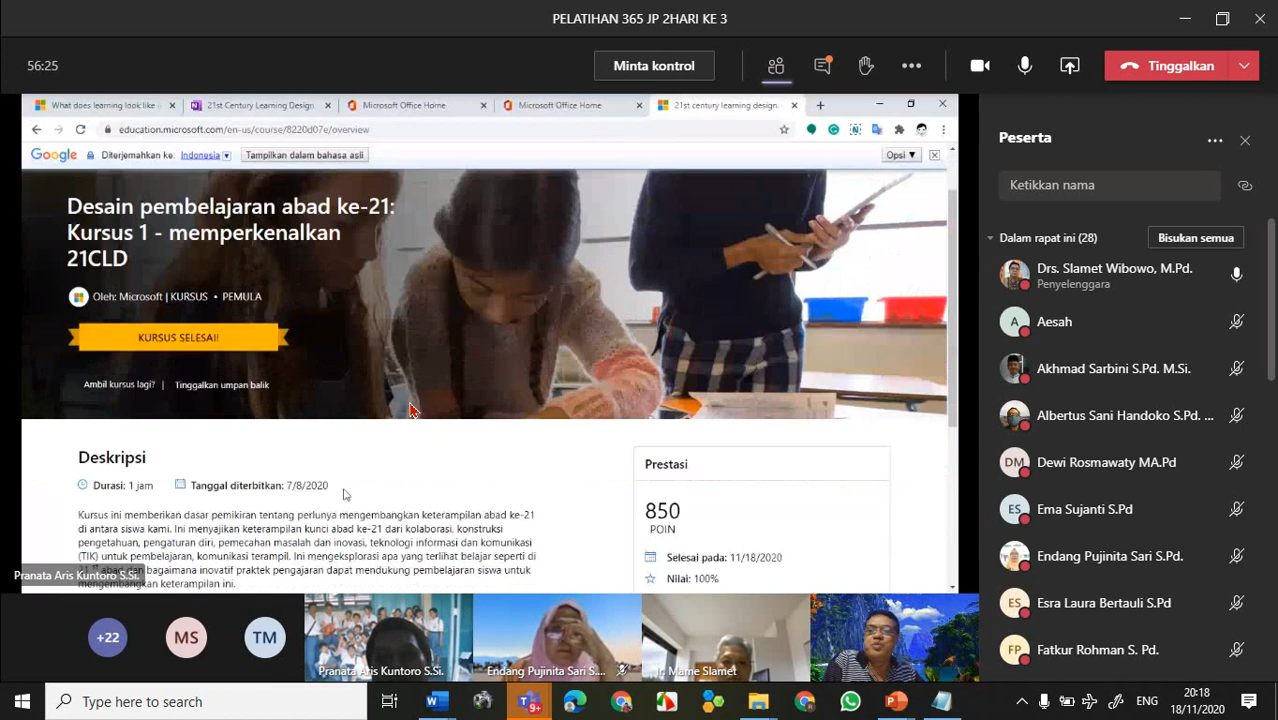 PELATIHAN 365 JP 2HARI KE 3
56:25
Minta kontrol
Tinggalkan
What does learning look like
21st Century Learning Design
Microsoft Office Home
Microsoft Office Home
21st century learning design:
education.microsoft.com/en-us/course/8220d07e/overview
Google
Diterjemahkan ke:
Indonesia
Tampilkan dalam bahasa asli
Opsi ▼
Desain pembelajaran abad ke-21:
Kursus 1 - memperkenalkan
21CLD
Oleh: Microsoft | KURSUS • PEMULA
KURSUS SELESAI!
Ambil kursus lagi? | Tinggalkan umpan balik
Deskripsi
Durasi: 1 jam
Tanggal diterbitkan: 7/8/2020
Kursus ini memberikan dasar pemikiran tentang perlunya mengembangkan keterampilan abad ke-21
di antara siswa kami. Ini menyajikan keterampilan kunci abad ke-21 dari kolaborasi, konstruksi
pengetahuan, pengaturan diri, pemecahan masalah dan inovasi, teknologi informasi dan komunikasi
(TIK) untuk pembelajaran, komunikasi terampil. Ini mengeksplorasi apa yang terlihat belajar seperti di
21 st abad dan bagaimana inovatif praktek pengajaran dapat mendukung pembelajaran siswa untuk
mengembangkan keterampilan ini.
Prestasi
850
POIN
Selesai pada: 11/18/2020
Nilai: 100%
Pranata Aris Kuntoro S.Si.
+22
MS
TM
Pranata Aris Kuntoro S.Si.
Endang Pujinita Sari S....
Ir Mame Slamet
Peserta
Ketikkan nama
Dalam rapat ini (28)
Bisukan semua
Drs. Slamet Wibowo, M.Pd.
Penyelenggara
A
Aesah
Akhmad Sarbini S.Pd. M.Si.
Albertus Sani Handoko S.Pd. ...
DM
Dewi Rosmawaty MA.Pd
ES
Ema Sujanti S.Pd
Endang Pujinita Sari S.Pd.
ES
Esra Laura Bertauli S.Pd
FP
Fatkur Rohman S. Pd.
Type here to search
9+
ENG
20:18
18/11/2020